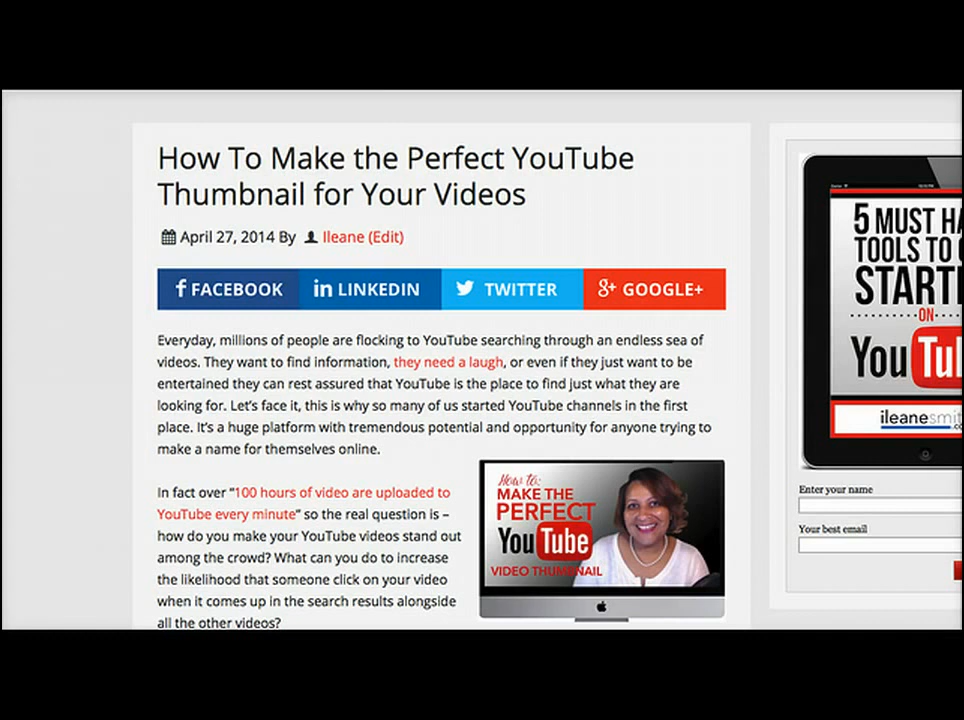 How To Make the Perfect YouTube
Thumbnail for Your Videos
April 27, 2014 By Ileane (Edit)
FACEBOOK
LINKEDIN
TWITTER
GOOGLE+
Everyday, millions of people are flocking to YouTube searching through an endless sea of
videos. They want to find information, they need a laugh, or even if they just want to be
entertained they can rest assured that YouTube is the place to find just what they are
looking for. Let's face it, this is why so many of us started YouTube channels in the first
place. It's a huge platform with tremendous potential and opportunity for anyone trying to
make a name for themselves online.
In fact over "100 hours of video are uploaded to
YouTube every minute" so the real question is –
how do you make your YouTube videos stand out
among the crowd? What can you do to increase
the likelihood that someone click on your video
when it comes up in the search results alongside
all the other videos?
How to:
MAKE THE
PERFECT
YouTube
VIDEO THUMBNAIL
5 MUST HA
TOOLS TO
START
ON
You Tu
ileanesmit
Enter your name
Your best email